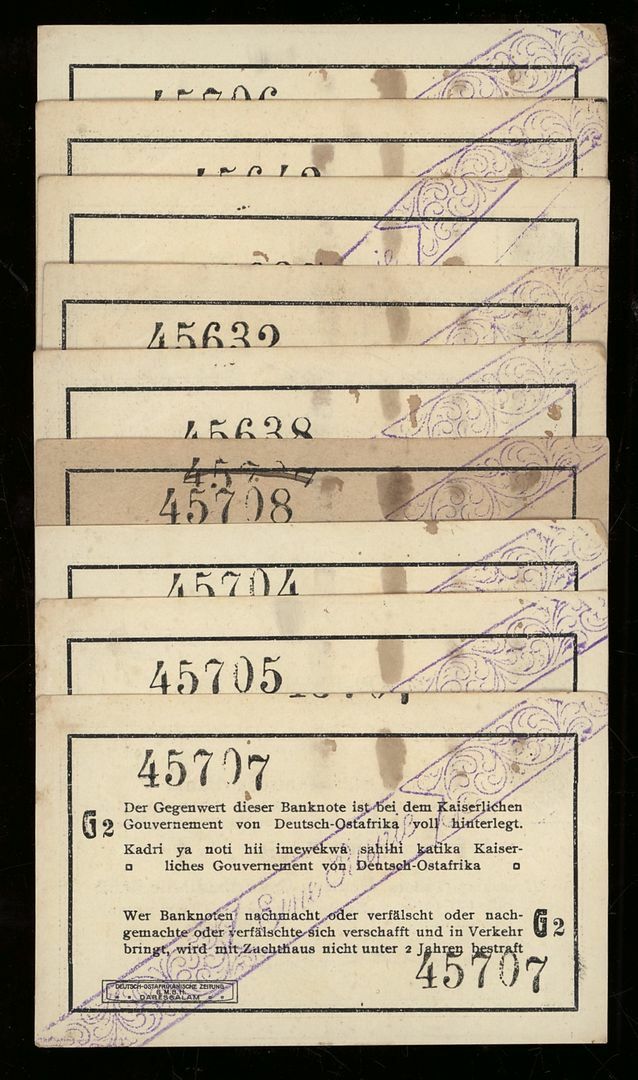 45706
45632
45638
45708
45704
45705
45707
Der Gegenwert dieser Banknote ist bei dem Kaiserlichen
G2 Gouvernement von Deutsch-Ostafrika voll hinterlegt.
Kadri ya noti hii imewekwa sahihi katika Kaiser-
liches Gouvernement von Deutsch-Ostafrika
Eine Rupie
Wer Banknoten nachmacht oder verfälscht oder nach-
gemachte oder verfälschte sich verschafft und in Verkehr G2
bringt, wird mit Zuchthaus nicht unter 2 Jahren bestraft
45707
DEUTSCH-OSTAFRIKANISCHE ZEITUNG
G.M.B.H.
DARESSALAM